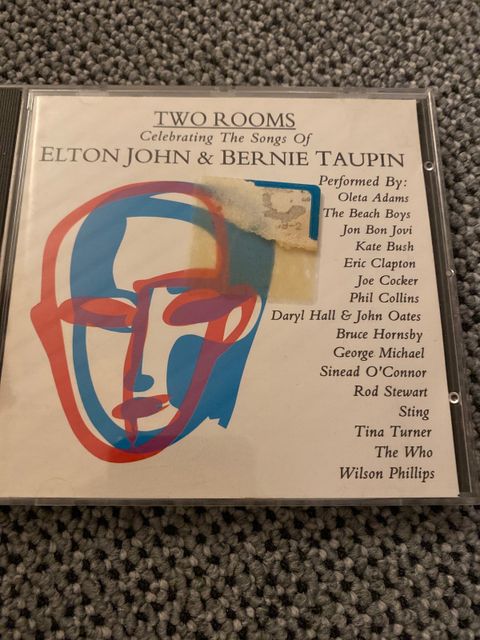 TWO ROOMS
Celebrating The Songs Of
ELTON JOHN & BERNIE TAUPIN
Performed By:
Oleta Adams
The Beach Boys
Jon Bon Jovi
Kate Bush
Eric Clapton
Joe Cocker
Phil Collins
Daryl Hall & John Oates
Bruce Hornsby
George Michael
Sinead O'Connor
Rod Stewart
Sting
Tina Turner
The Who
Wilson Phillips